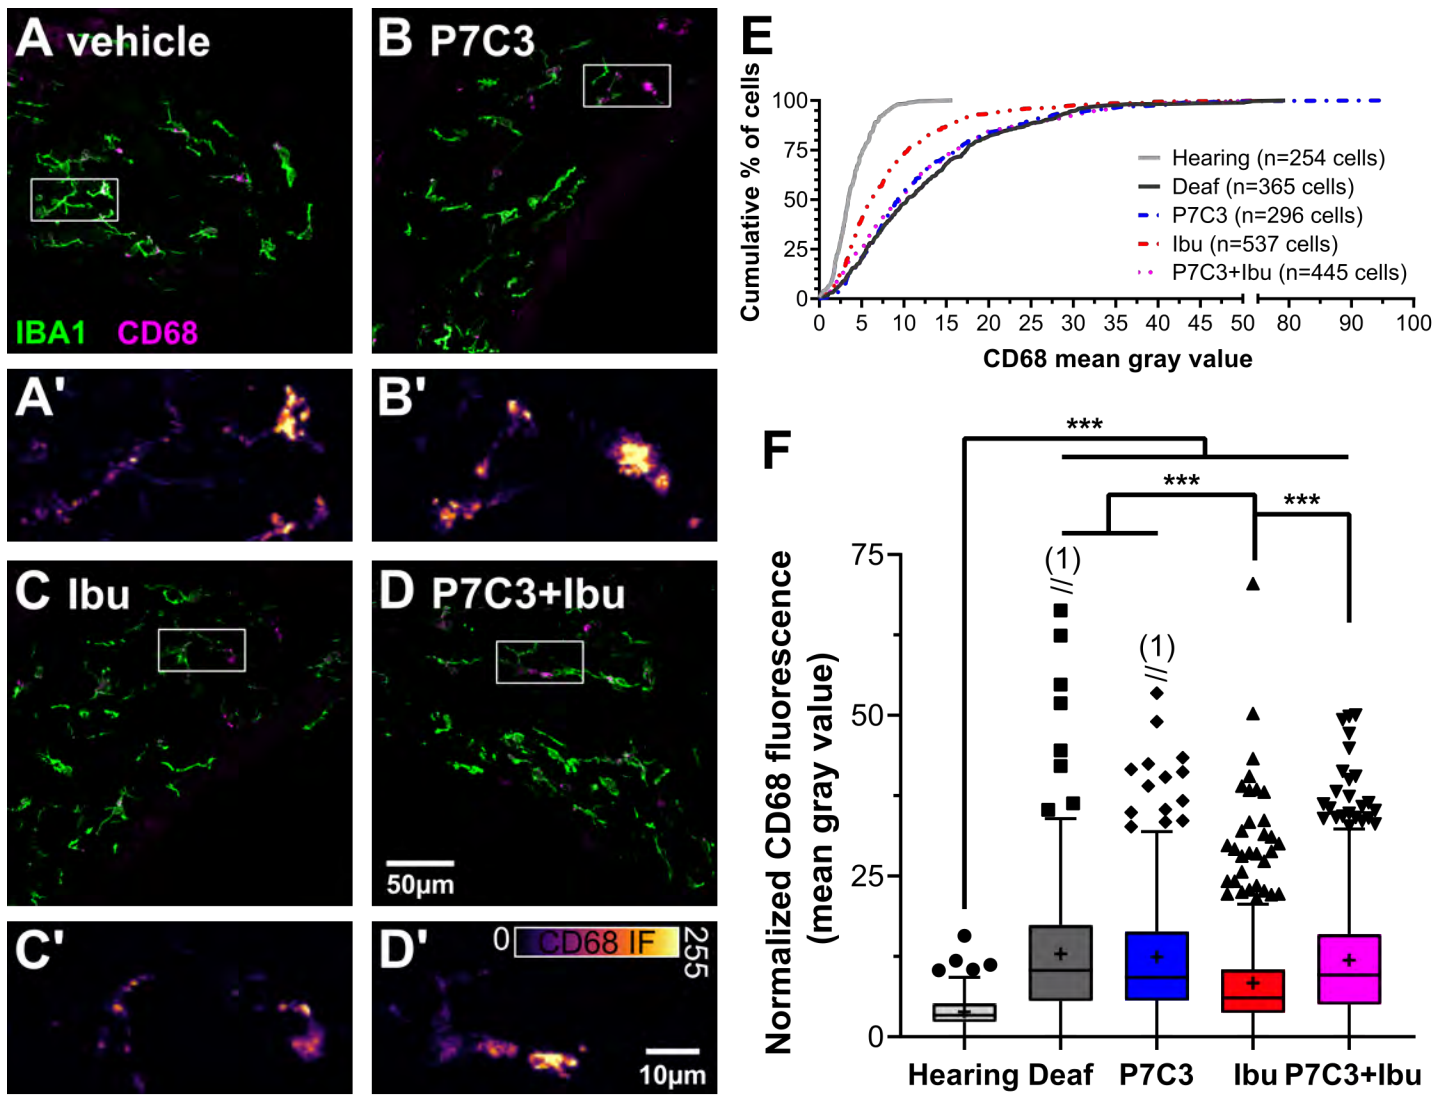 A vehicle
IBA1 CD68
B P7C3
A'
B'
C Ibu
D P7C3+Ibu
50µm
C'
D'
0 CD68 IF 255
10µm
E
Cumulative % of cells
100
75
50
25
0
0 5 10 15 20 25 30 35 40 45 50 80 90 100
CD68 mean gray value
Hearing (n=254 cells)
Deaf (n=365 cells)
P7C3 (n=296 cells)
Ibu (n=537 cells)
P7C3+Ibu (n=445 cells)
F
Normalized CD68 fluorescence
(mean gray value)
75
50
25
0
***
***
***
(1)
//
(1)
//
Hearing Deaf P7C3 Ibu P7C3+Ibu